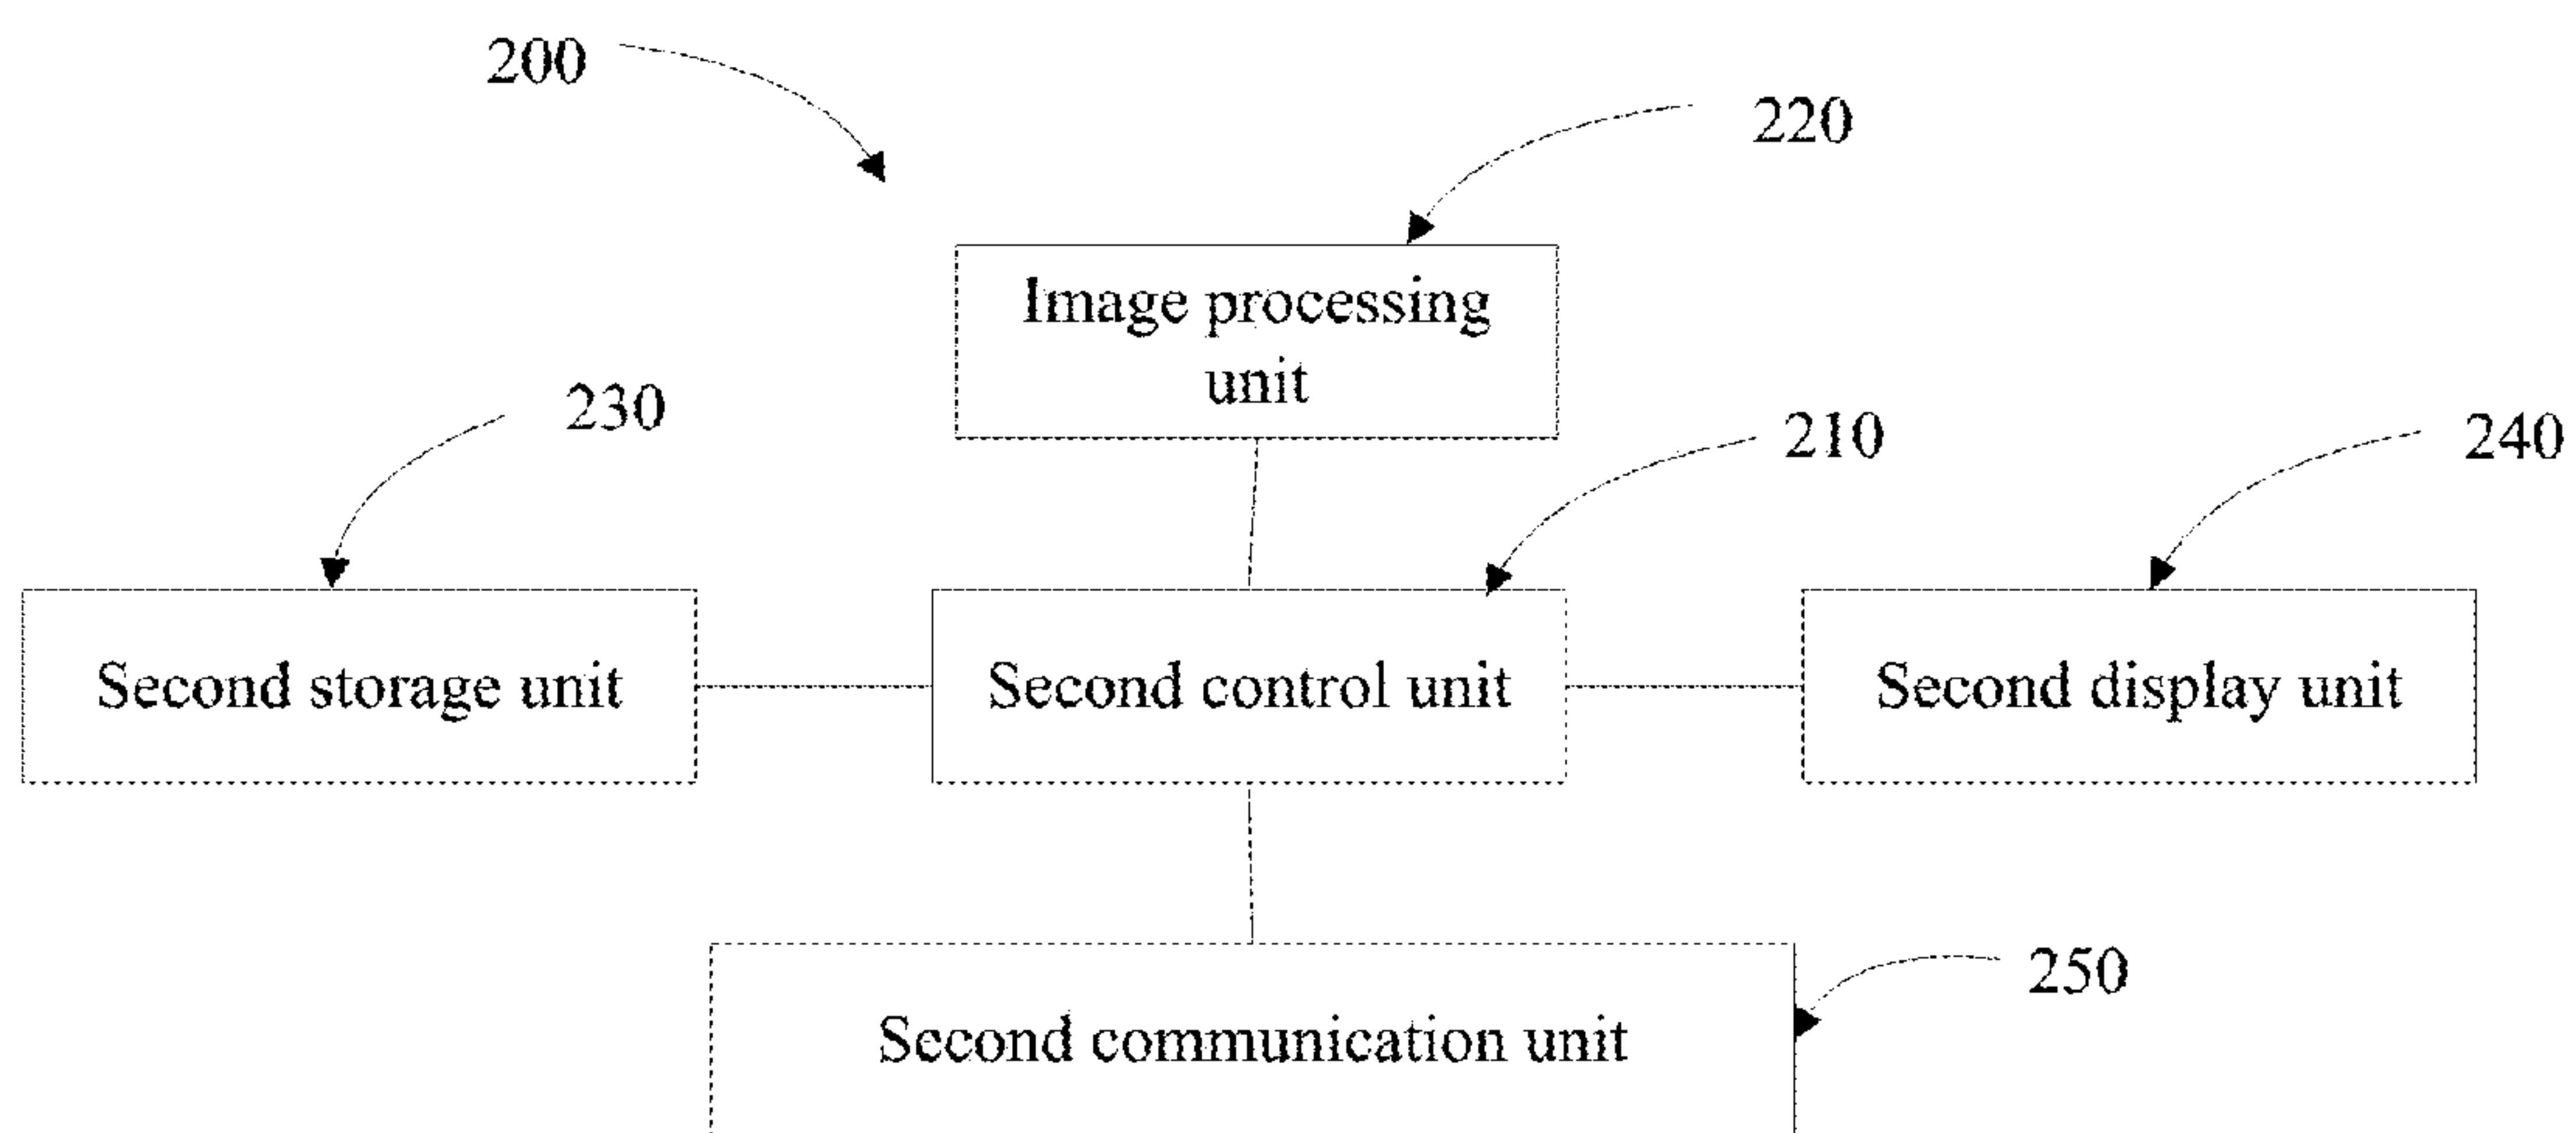 200
220
Image processing
unit
230
210
240
Second storage unit
Second control unit
Second display unit
250
Second communication unit